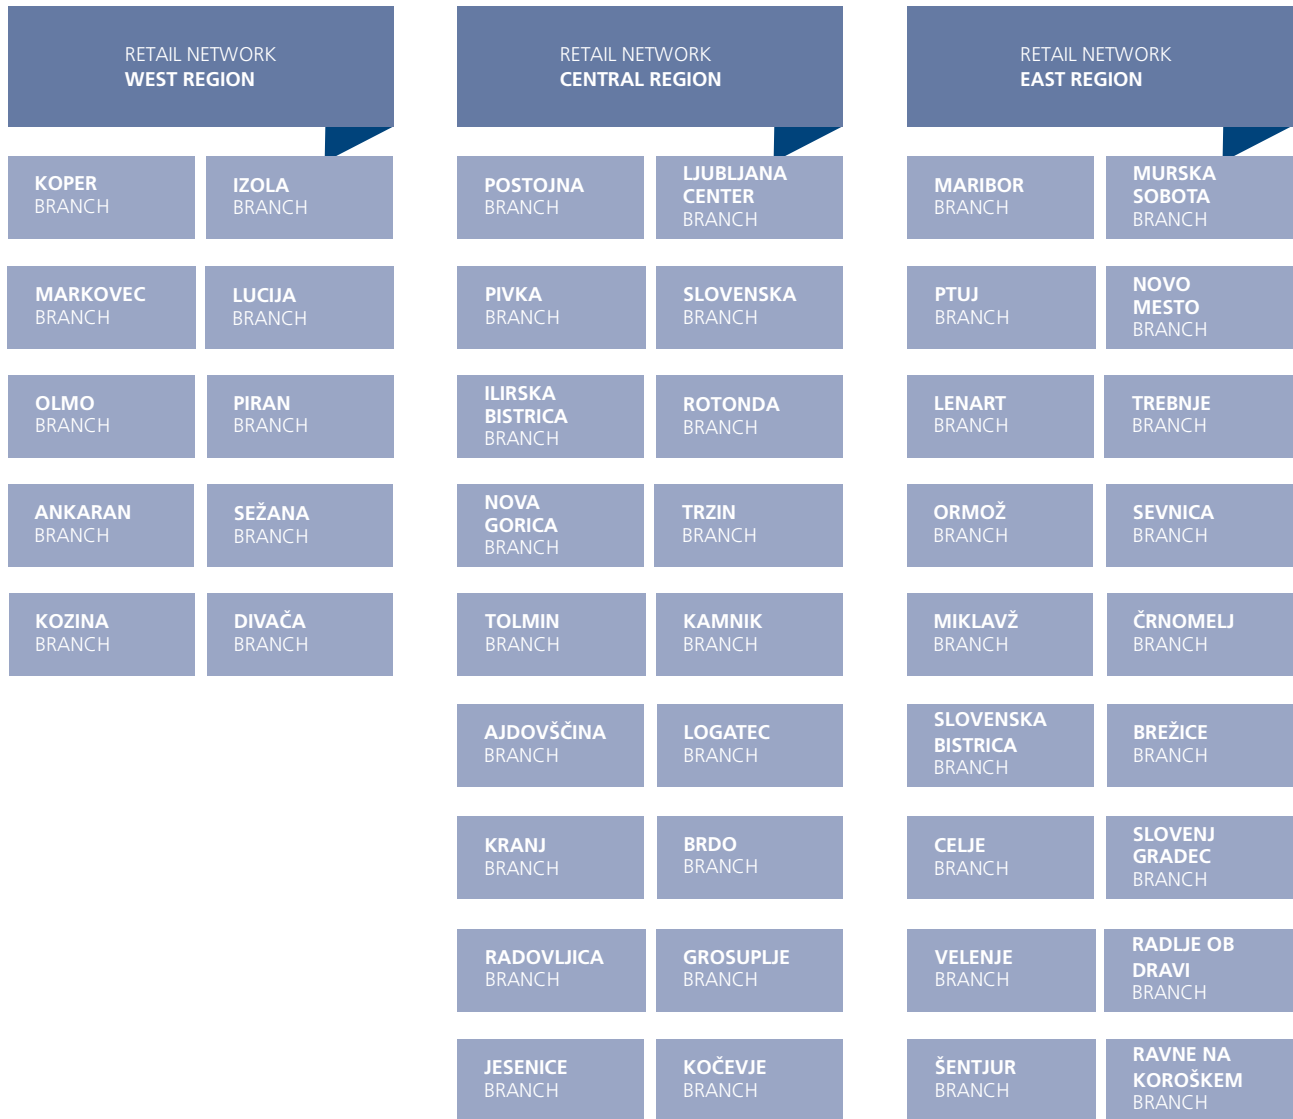 RETAIL NETWORK
WEST REGION
KOPER
BRANCH
IZOLA
BRANCH
MARKOVEC
BRANCH
LUCIJA
BRANCH
OLMO
BRANCH
PIRAN
BRANCH
ANKARAN
BRANCH
SEŽANA
BRANCH
KOZINA
BRANCH
DIVAČA
BRANCH
RETAIL NETWORK
CENTRAL REGION
POSTOJNA
BRANCH
LJUBLJANA
CENTER
BRANCH
PIVKA
BRANCH
SLOVENSKA
BRANCH
ILIRSKA
BISTRICA
BRANCH
ROTONDA
BRANCH
NOVA
GORICA
BRANCH
TRZIN
BRANCH
TOLMIN
BRANCH
KAMNIK
BRANCH
AJDOVŠČINA
BRANCH
LOGATEC
BRANCH
KRANJ
BRANCH
BRDO
BRANCH
RADOVLJICA
BRANCH
GROSUPLJE
BRANCH
JESENICE
BRANCH
KOČEVJE
BRANCH
RETAIL NETWORK
EAST REGION
MARIBOR
BRANCH
MURSKA
SOBOTA
BRANCH
PTUJ
BRANCH
NOVO
MESTO
BRANCH
LENART
BRANCH
TREBNJE
BRANCH
ORMOŽ
BRANCH
SEVNICA
BRANCH
MIKLAVŽ
BRANCH
ČRNOMELJ
BRANCH
SLOVENSKA
BISTRICA
BRANCH
BREŽICE
BRANCH
CELJE
BRANCH
SLOVENJ
GRADEC
BRANCH
VELENJE
BRANCH
RADLJE OB
DRAVI
BRANCH
ŠENTJUR
BRANCH
RAVNE NA
KOROŠKEM
BRANCH